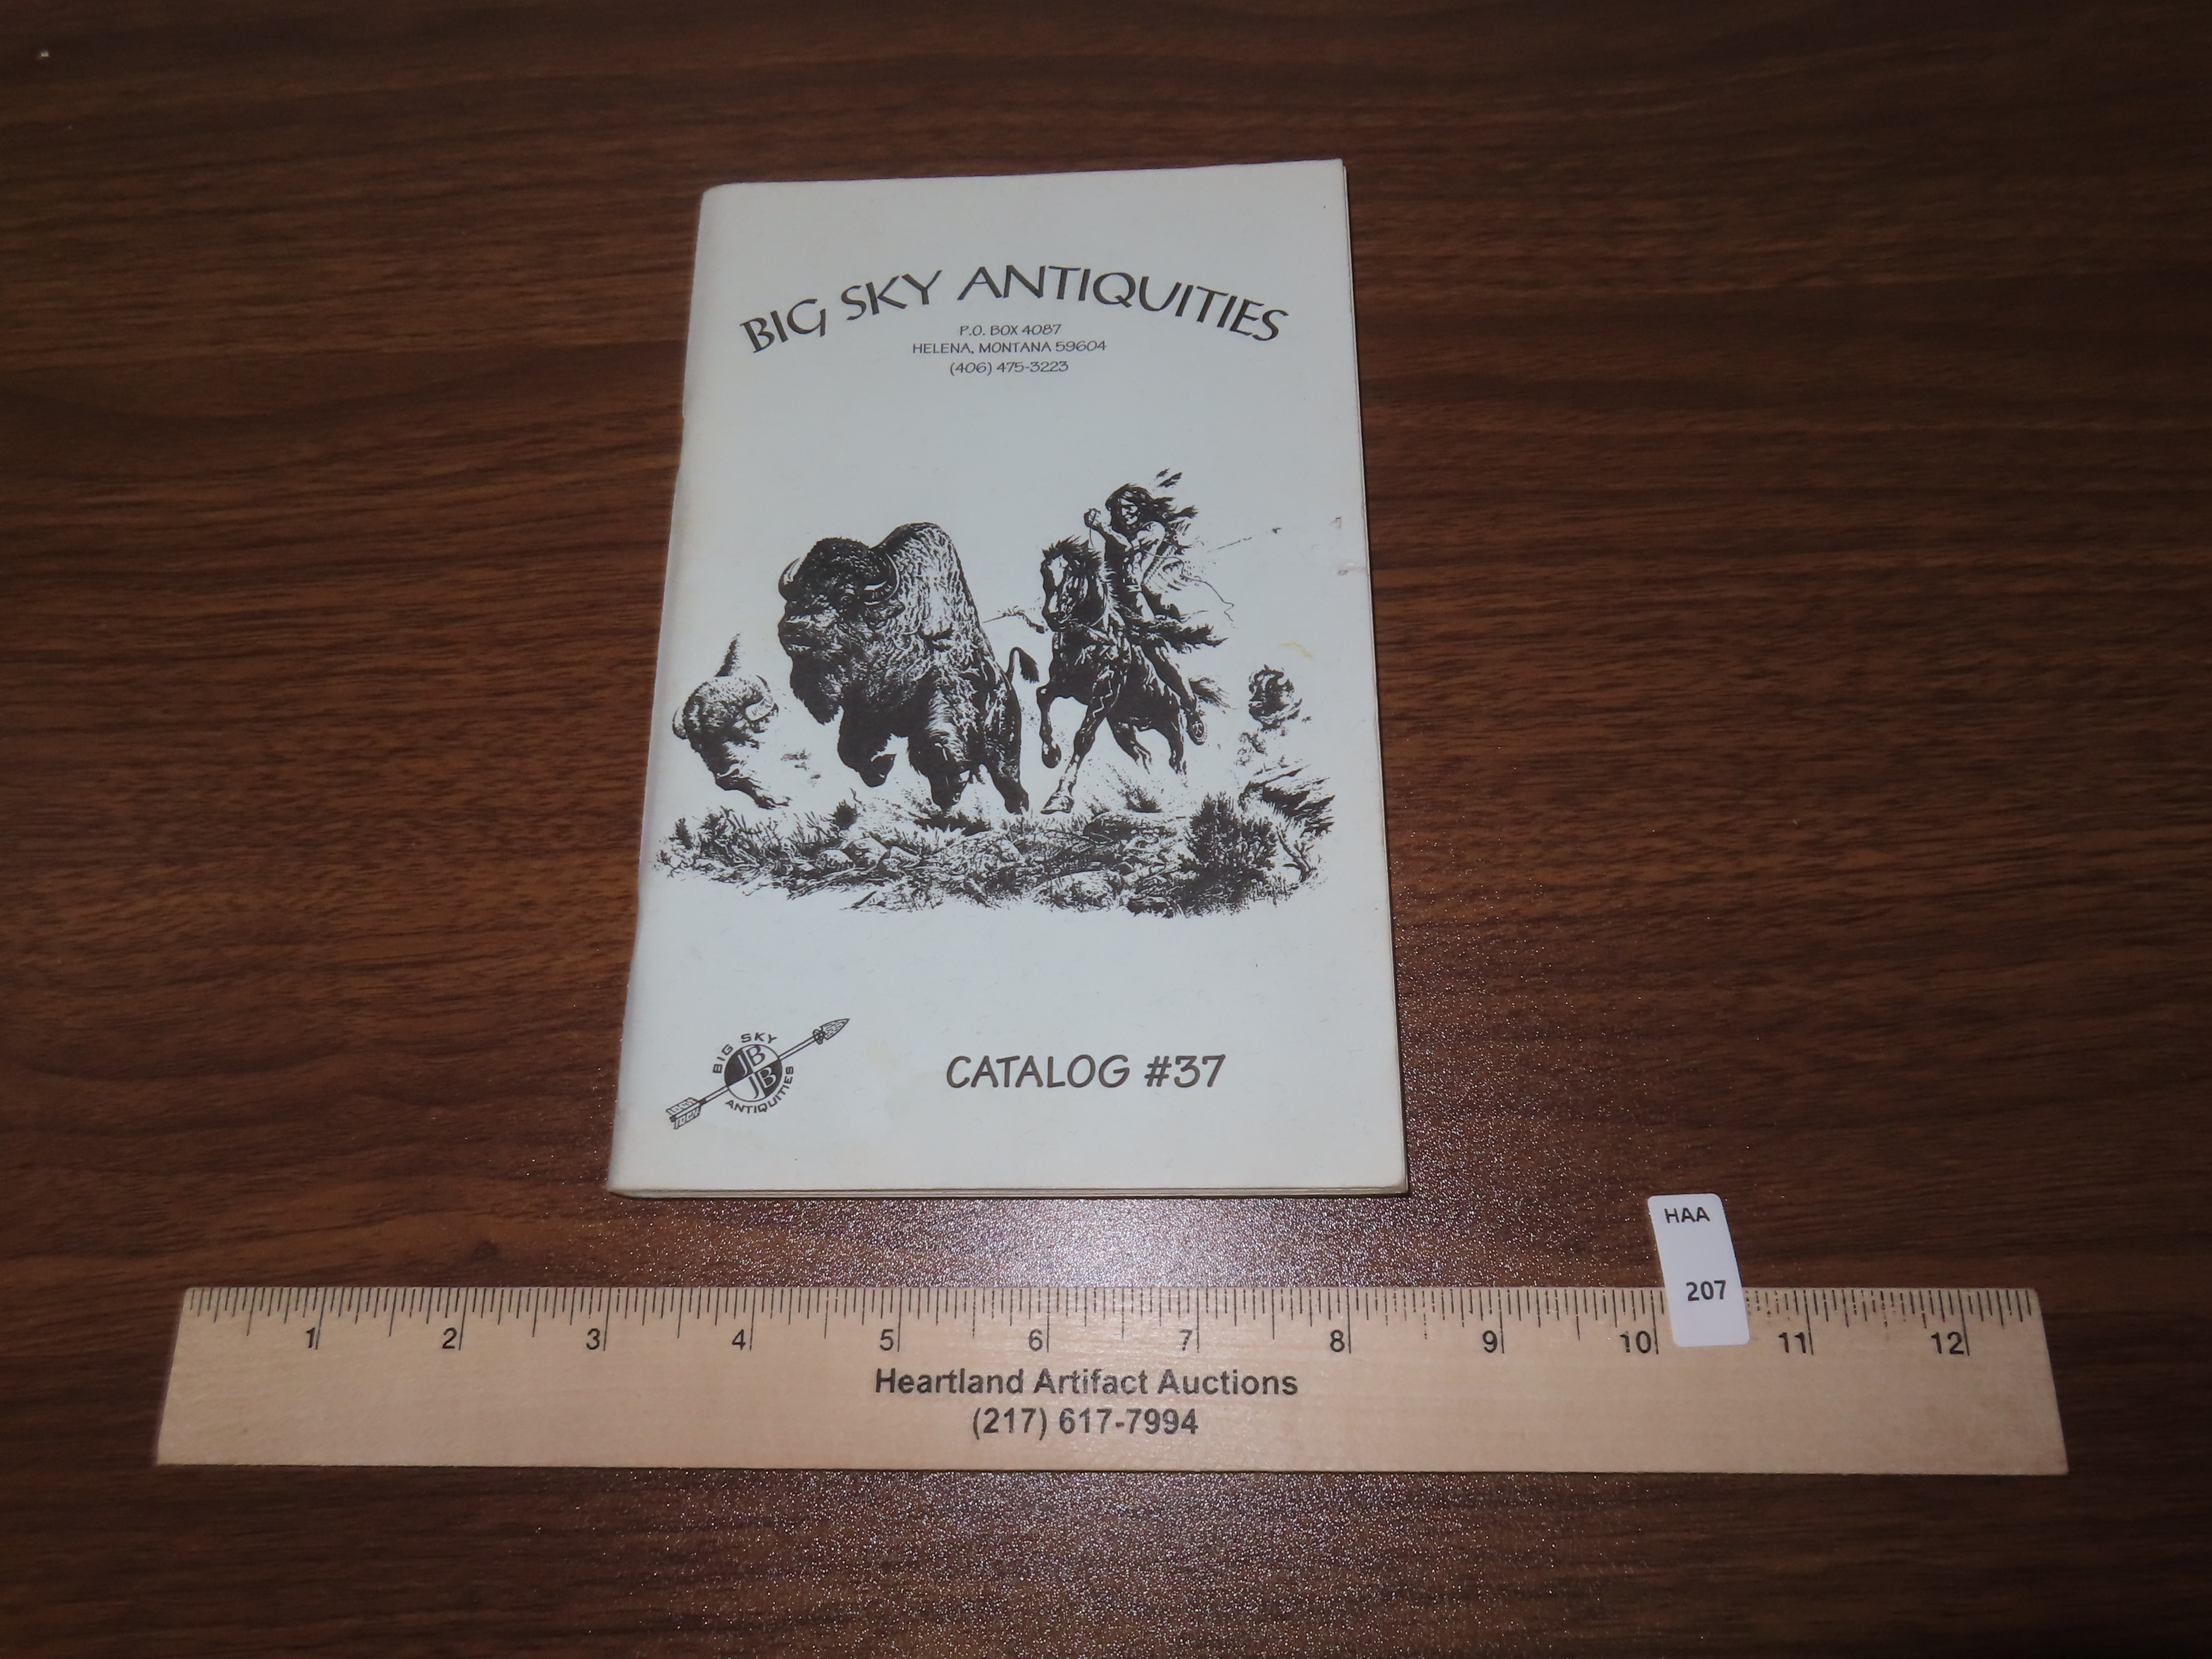 BIG SKY ANTIQUITIES
P.O. BOX 4087
HELENA, MONTANA 59604
(406) 475-3223
BIG SKY
JB
JB
ANTIQUITIES
CATALOG #37
HAA
207
1 2 3 4 5 6 7 8 9 10 11 12
Heartland Artifact Auctions
(217) 617-7994